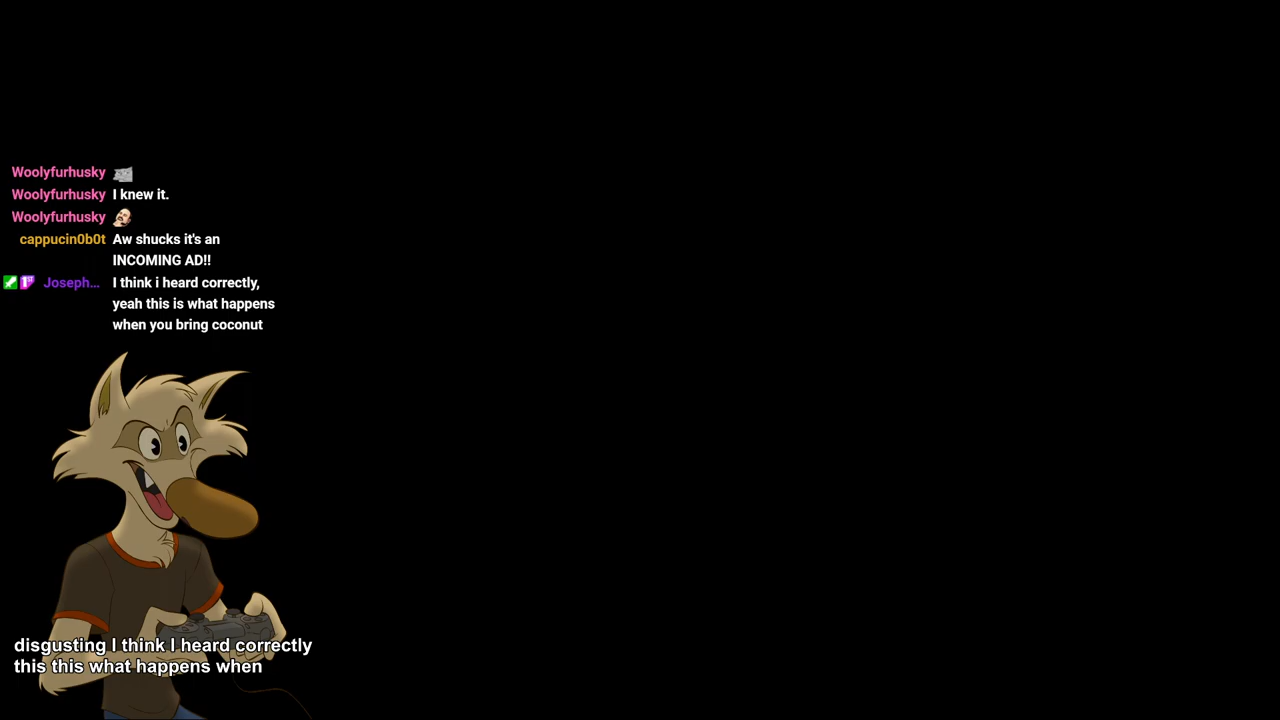 Woolyfurhusky
Woolyfurhusky I knew it.
Woolyfurhusky
cappucin0b0t Aw shucks it's an
INCOMING AD!!
Joseph... I think i heard correctly,
yeah this is what happens
when you bring coconut
disgusting I think I heard correctly
this this what happens when